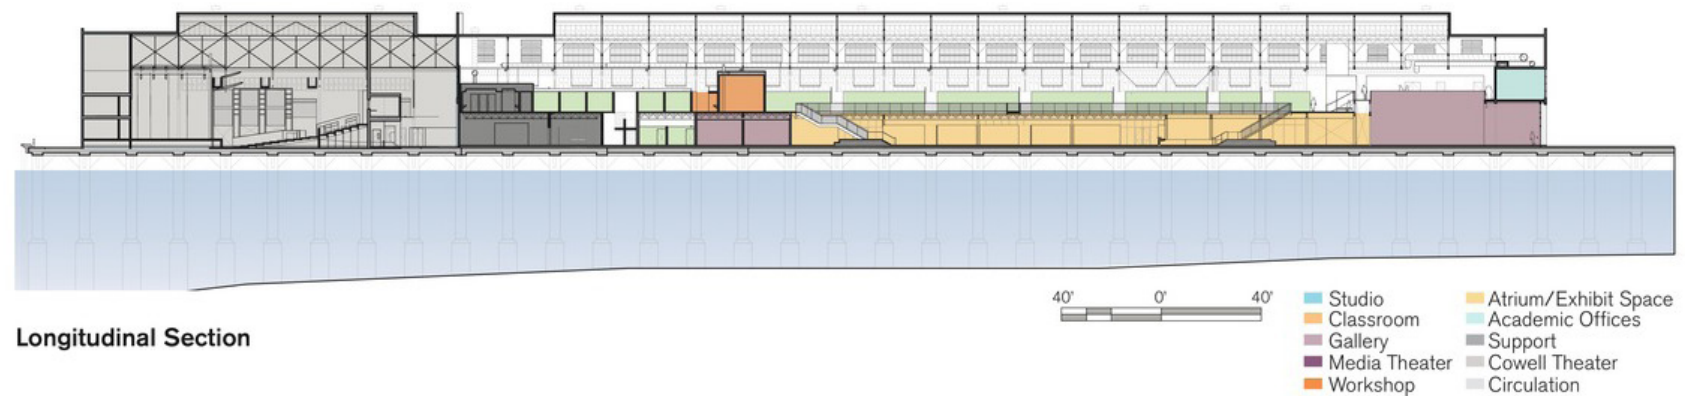 40' 0' 40'
Longitudinal Section
Studio
Classroom
Gallery
Media Theater
Workshop
Atrium/Exhibit Space
Academic Offices
Support
Cowell Theater
Circulation